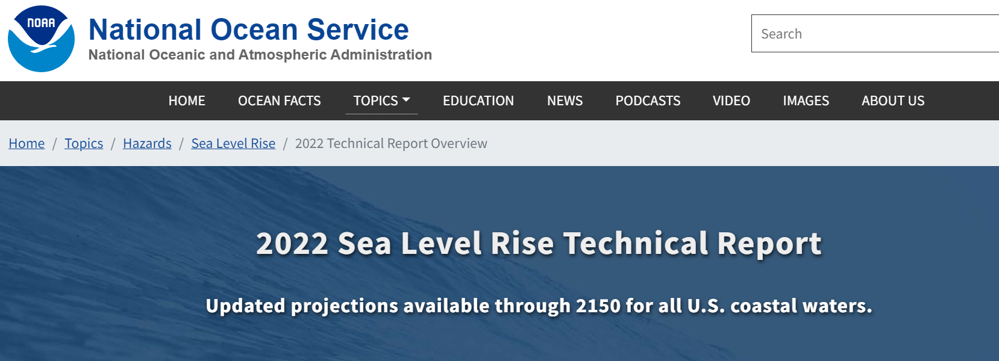 NOAA
National Ocean Service
National Oceanic and Atmospheric Administration
Search
HOME OCEAN FACTS TOPICS EDUCATION NEWS PODCASTS VIDEO IMAGES ABOUT US
Home / Topics / Hazards / Sea Level Rise / 2022 Technical Report Overview
2022 Sea Level Rise Technical Report
Updated projections available through 2150 for all U.S. coastal waters.